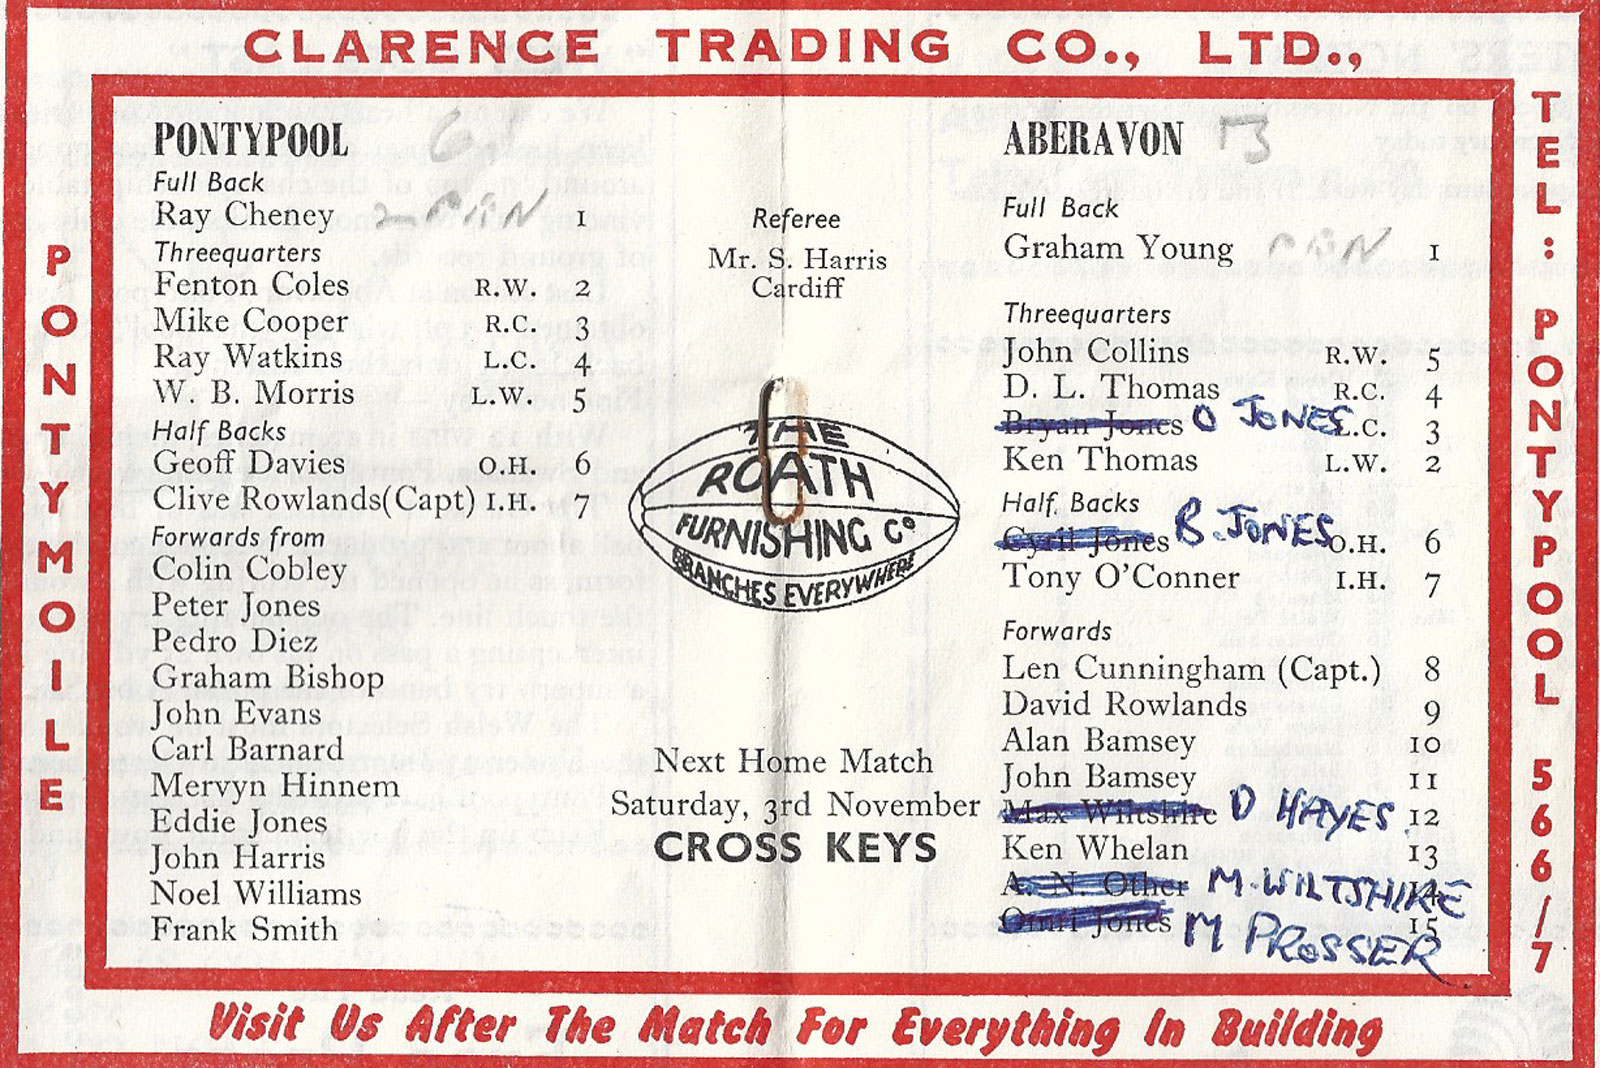 CLARENCE TRADING CO., LTD.,
PONTYMOILE
PONTYPOOL 6
Full Back
Ray Cheney 2 PEN 1
Threequarters
Fenton Coles R.W. 2
Mike Cooper R.C. 3
Ray Watkins L.C. 4
W. B. Morris L.W. 5
Half Backs
Geoff Davies O.H. 6
Clive Rowlands (Capt) I.H. 7
Forwards from
Colin Cobley
Peter Jones
Pedro Diez
Graham Bishop
John Evans
Carl Barnard
Mervyn Hinnem
Eddie Jones
John Harris
Noel Williams
Frank Smith
Referee
Mr. S. Harris
Cardiff
THE
ROATH
FURNISHING Co
BRANCHES EVERYWHERE
Next Home Match
Saturday, 3rd November
CROSS KEYS
ABERAVON 13
Full Back
Graham Young PEN 1
Threequarters
John Collins R.W. 5
D. L. Thomas R.C. 4
Bryan Jones O JONES L.C. 3
Ken Thomas L.W. 2
Half Backs
Cyril Jones B. JONES O.H. 6
Tony O'Conner I.H. 7
Forwards
Len Cunningham (Capt.) 8
David Rowlands 9
Alan Bamsey 10
John Bamsey 11
Max Wiltshire D HAYES 12
Ken Whelan 13
A. N. Other M. WILTSHIRE 14
Omri Jones M PROSSER 15
TEL: PONTYPOOL 566/7
Visit Us After The Match For Everything In Building